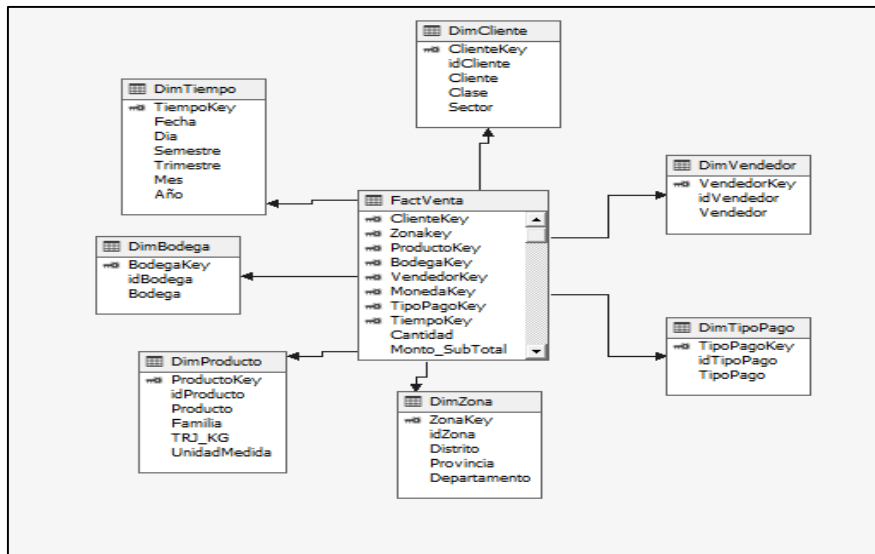 DimCliente
ClienteKey
idCliente
Cliente
Clase
Sector
DimTiempo
TiempoKey
Fecha
Dia
Semestre
Trimestre
Mes
Año
DimVendedor
VendedorKey
idVendedor
Vendedor
FactVenta
ClienteKey
Zonakey
ProductoKey
BodegaKey
VendedorKey
MonedaKey
TipoPagoKey
TiempoKey
Cantidad
Monto_SubTotal
DimBodega
BodegaKey
idBodega
Bodega
DimTipoPago
TipoPagoKey
idTipoPago
TipoPago
DimProducto
ProductoKey
idProducto
Producto
Familia
TRJ_KG
UnidadMedida
DimZona
ZonaKey
idZona
Distrito
Provincia
Departamento